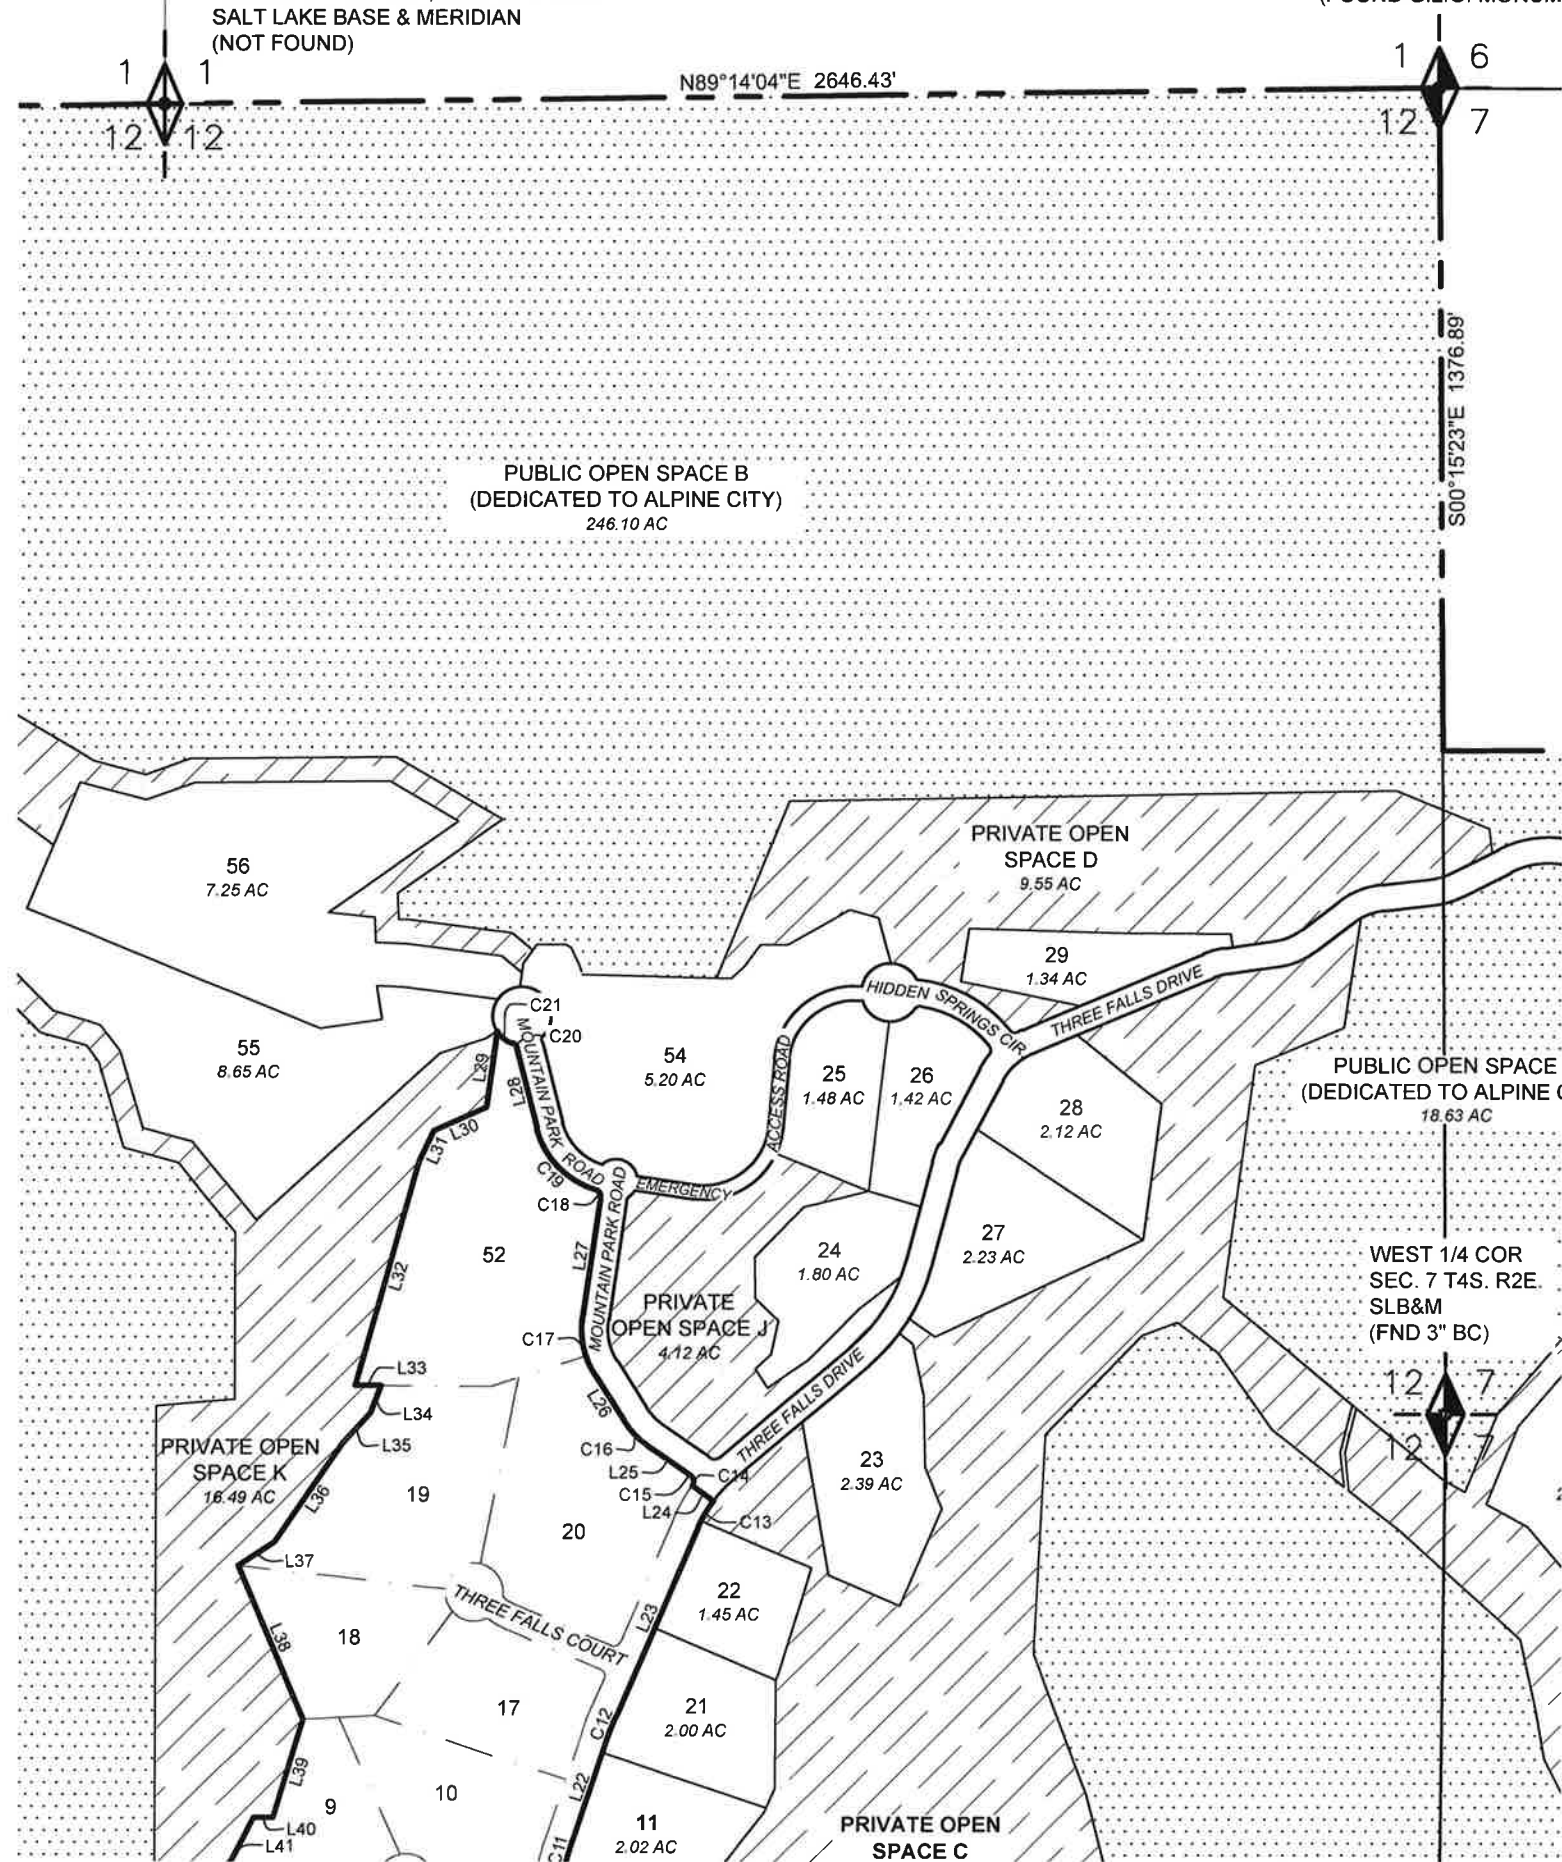 SALT LAKE BASE & MERIDIAN
(NOT FOUND)
1 1
12 12
N89°14'04"E 2646.43'
1 6
12 7
S00°15'23"E 1376.89'
PUBLIC OPEN SPACE B
(DEDICATED TO ALPINE CITY)
246.10 AC
PRIVATE OPEN
SPACE D
9.55 AC
56
7.25 AC
29
1.34 AC
HIDDEN SPRINGS CIR
THREE FALLS DRIVE
C21
C20
MOUNTAIN PARK ROAD
55
8.65 AC
54
5.20 AC
ACCESS ROAD
25
1.48 AC
26
1.42 AC
28
2.12 AC
PUBLIC OPEN SPACE
(DEDICATED TO ALPINE
18.63 AC
L29
L28
L30
L31
C19
C18
EMERGENCY
MOUNTAIN PARK ROAD
52
L27
L32
24
1.80 AC
27
2.23 AC
WEST 1/4 COR
SEC. 7 T4S. R2E.
SLB&M
(FND 3" BC)
PRIVATE
OPEN SPACE J
4.12 AC
C17
L33
L34
L35
L26
THREE FALLS DRIVE
12 7
12 7
PRIVATE OPEN
SPACE K
16.49 AC
C16
L25
C15
C14
L24
C13
L36
19
20
23
2.39 AC
L37
THREE FALLS COURT
22
1.45 AC
L23
L38
18
17
21
2.00 AC
C12
L39
L22
9
10
11
2.02 AC
L40
L41
C11
PRIVATE OPEN
SPACE C